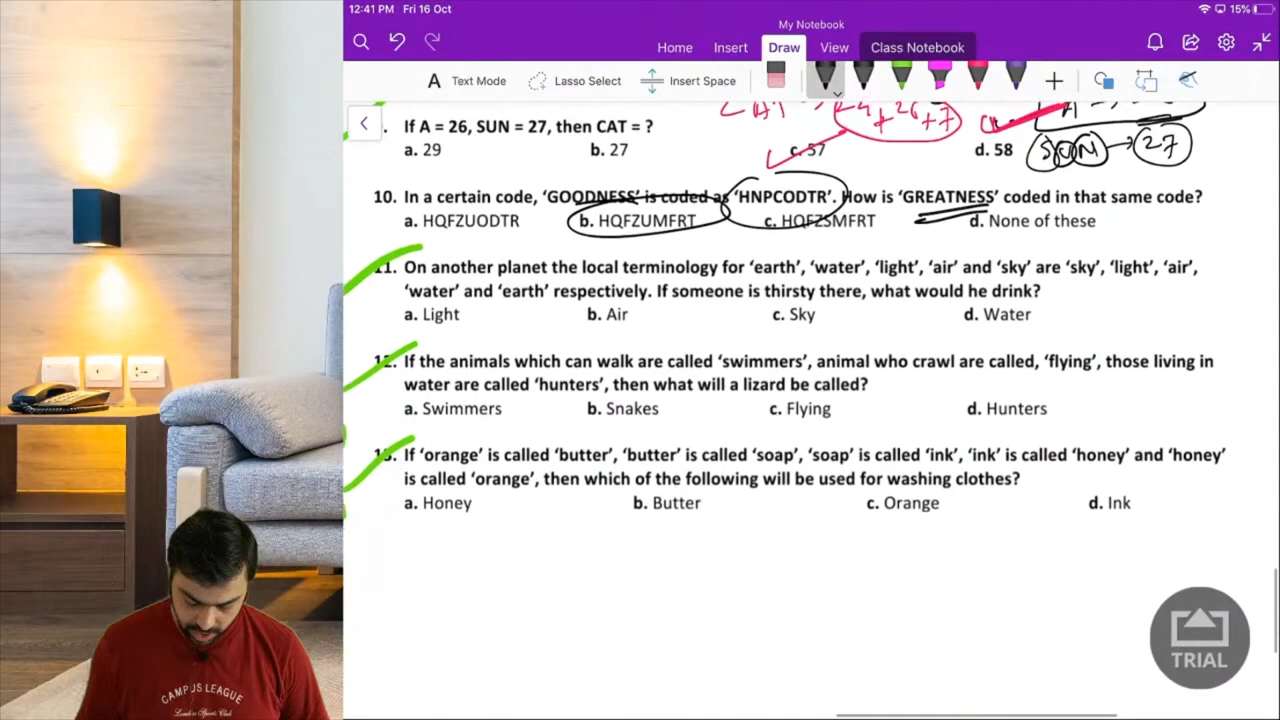 12:41 PM Fri 16 Oct
15%
My Notebook
Home Insert Draw View Class Notebook
A Text Mode Lasso Select Insert Space
24 + 26 + 7
If A = 26, SUN = 27, then CAT = ?
a. 29 b. 27 c. 57 d. 58
SUN → 27
10. In a certain code, ‘GOODNESS’ is coded as ‘HNPCODTR’. How is ‘GREATNESS’ coded in that same code?
a. HQFZUODTR b. HQFZUMFRT c. HQFZSMFRT d. None of these
11. On another planet the local terminology for ‘earth’, ‘water’, ‘light’, ‘air’ and ‘sky’ are ‘sky’, ‘light’, ‘air’,
‘water’ and ‘earth’ respectively. If someone is thirsty there, what would he drink?
a. Light b. Air c. Sky d. Water
12. If the animals which can walk are called ‘swimmers’, animal who crawl are called, ‘flying’, those living in
water are called ‘hunters’, then what will a lizard be called?
a. Swimmers b. Snakes c. Flying d. Hunters
13. If ‘orange’ is called ‘butter’, ‘butter’ is called ‘soap’, ‘soap’ is called ‘ink’, ‘ink’ is called ‘honey’ and ‘honey’
is called ‘orange’, then which of the following will be used for washing clothes?
a. Honey b. Butter c. Orange d. Ink
TRIAL
CAMPUS LEAGUE
London Sports Club